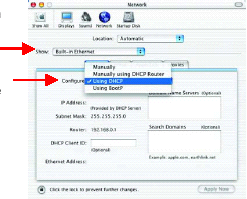 Network
Show All Displays Sound Network Startup Disk
Location: Automatic
Show: Built-in Ethernet
Configure
Manually
Manually using DHCP Router
Using DHCP
Using BootP
Name Servers (Optional)
IP Address:
(Provided by DHCP Server)
Subnet Mask: 255.255.255.0
Router: 192.168.0.1
Search Domains (Optional)
DHCP Client ID:
(Optional)
Ethernet Address:
Example: apple.com, earthlink.net
Click the lock to prevent further changes.
Apply Now